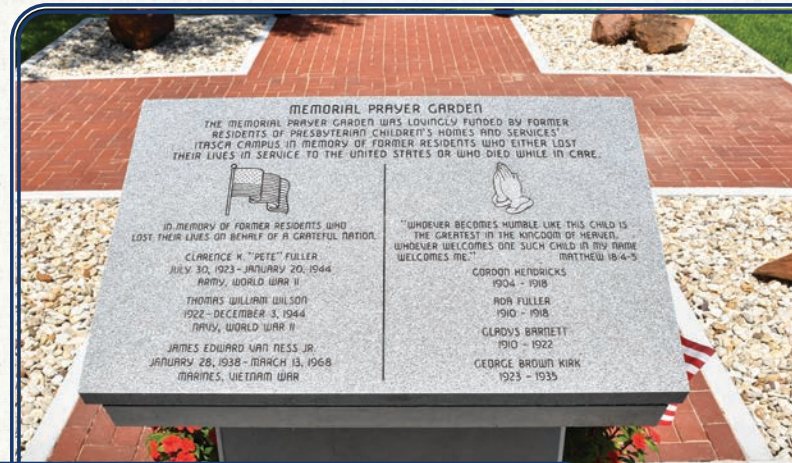 MEMORIAL PRAYER GARDEN
THE MEMORIAL PRAYER GARDEN WAS LOVINGLY FUNDED BY FORMER
RESIDENTS OF PRESBYTERIAN CHILDREN'S HOMES AND SERVICES'
ITASCA CAMPUS IN MEMORY OF FORMER RESIDENTS WHO EITHER LOST
THEIR LIVES IN SERVICE TO THE UNITED STATES OR WHO DIED WHILE IN CARE.
IN MEMORY OF FORMER RESIDENTS WHO
LOST THEIR LIVES ON BEHALF OF A GRATEFUL NATION.
CLARENCE K. "PETE" FULLER
JULY 30, 1923 - JANUARY 20, 1944
ARMY, WORLD WAR II
THOMAS WILLIAM WILSON
1922 - DECEMBER 3, 1944
NAVY, WORLD WAR II
JAMES EDWARD VAN NESS JR.
JANUARY 28, 1938 - MARCH 13, 1968
MARINES, VIETNAM WAR
"WHOEVER BECOMES HUMBLE LIKE THIS CHILD IS
THE GREATEST IN THE KINGDOM OF HEAVEN.
WHOEVER WELCOMES ONE SUCH CHILD IN MY NAME
WELCOMES ME." MATTHEW 18:4-5
GORDON HENDRICKS
1904 - 1918
ADA FULLER
1910 - 1918
GLADYS BARNETT
1910 - 1922
GEORGE BROWN KIRK
1923 - 1935